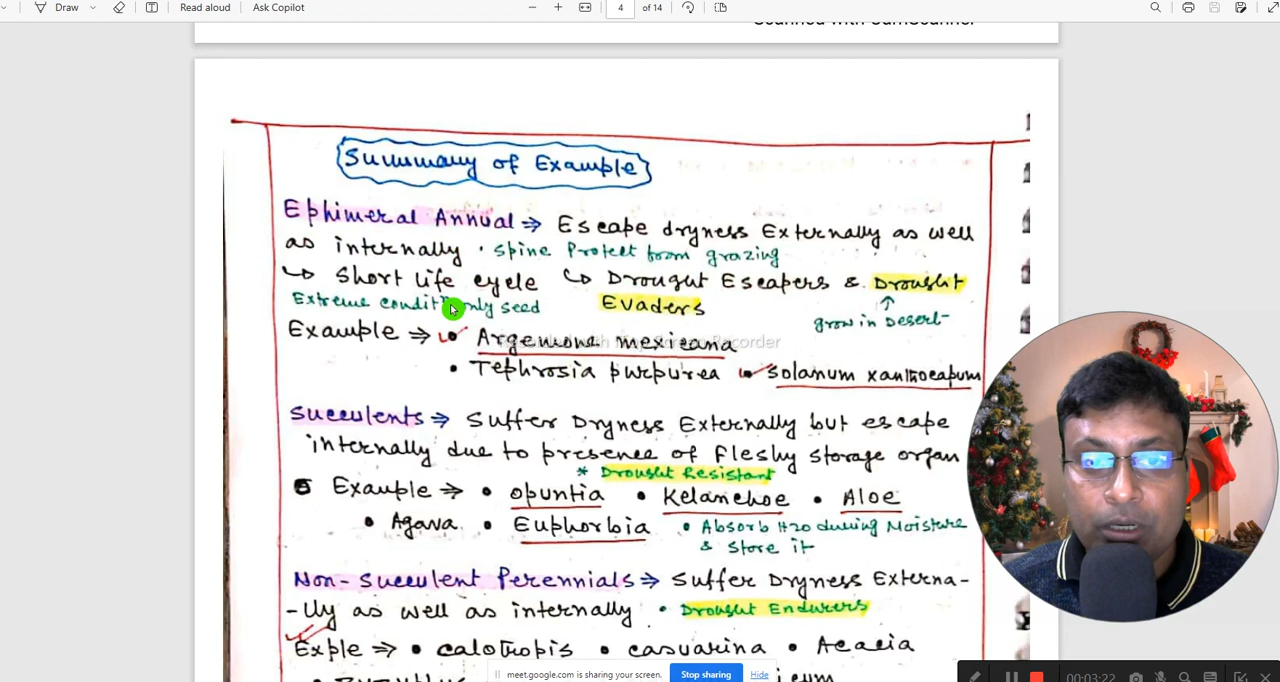 Draw
Read aloud
Ask Copilot
4
of 14
Scanned with CamScanner
Summary of Example
Ephimeral Annual ⇒ Escape dryness Externally as well
as internally • Spine Protect from grazing
↳ Short life cycle ↳ Drought Escapers & Drought
Extreme condit only seed Evaders ↑ grow in Desert
Example ⇒ • Argemone mexicana
Recorder
• Tephrosia purpurea • Solanum xanthocapum
Succulents ⇒ Suffer Dryness Externally but escape
internally due to presence of Fleshy storage organ
* Drought Resistant
Example ⇒ • opuntia • Kelanchoe • Aloe
• Agava • Euphorbia • Absorb H2O during Moisture
& store it
Non-Succulent Perennials ⇒ Suffer Dryness Externa-
-lly as well as internally • Drought Endurers
Exple ⇒ • calotropis • casuarina • Acacia
meet.google.com is sharing your screen.
Stop sharing
Hide
00:03:22